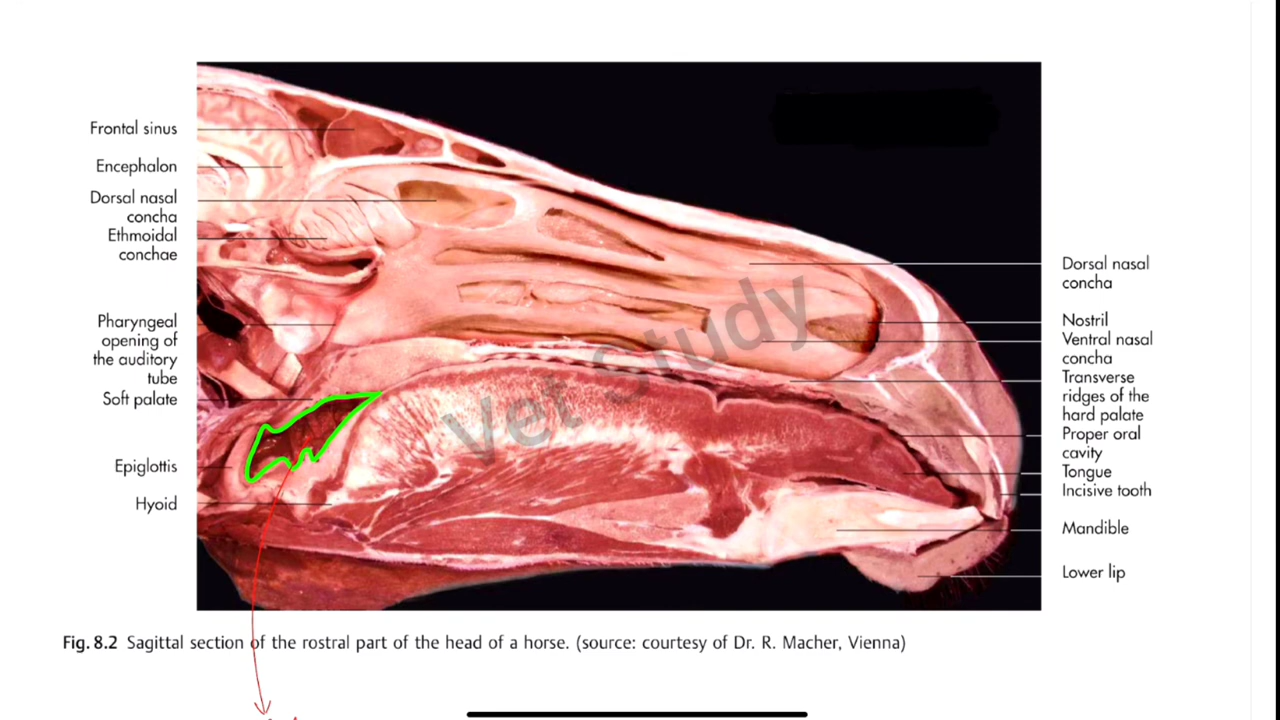 Frontal sinus
Encephalon
Dorsal nasal
concha
Ethmoidal
conchae
Pharyngeal
opening of
the auditory
tube
Soft palate
Epiglottis
Hyoid
Dorsal nasal
concha
Nostril
Ventral nasal
concha
Transverse
ridges of the
hard palate
Proper oral
cavity
Tongue
Incisive tooth
Mandible
Lower lip
Vet Study
Fig. 8.2 Sagittal section of the rostral part of the head of a horse. (source: courtesy of Dr. R. Macher, Vienna)